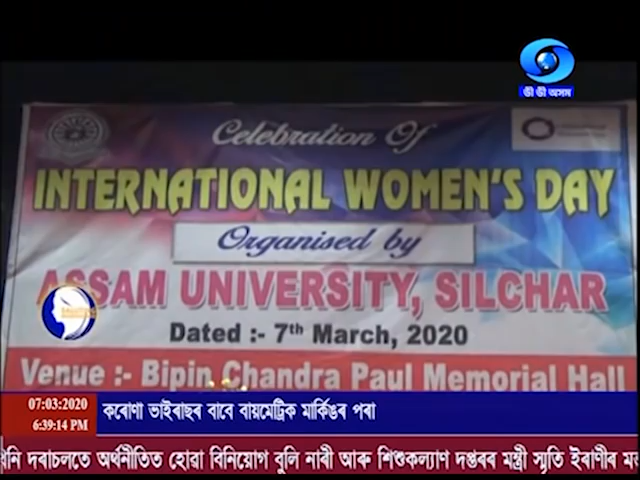 ডী ডী অসম
Celebration Of
INTERNATIONAL WOMEN'S DAY
Organised by
ASSAM UNIVERSITY, SILCHAR
Dated :- 7th March, 2020
Venue :- Bipin Chandra Paul Memorial Hall
07:03:2020
6:39:14 PM
কৰোণা ভাইৰাছৰ বাবে বায়মেট্ৰিক মাৰ্কিঙৰ পৰা
দৰাচলতে অৰ্থনীতিত হোৱা বিনিয়োগ বুলি নাৰী আৰু শিশুকল্যাণ দপ্তৰৰ মন্ত্ৰী স্মৃতি ইৰাণীৰ